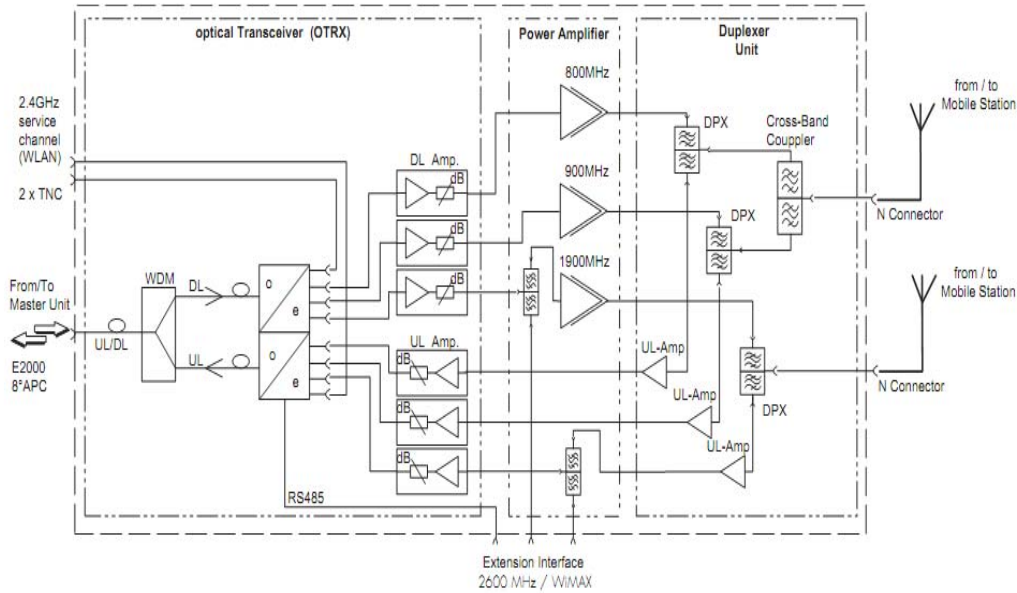 optical Transceiver (OTRX)
Power Amplifier
Duplexer
Unit
800MHz
from / to
Mobile Station
2.4GHz
service
channel
(WLAN)
DPX
Cross-Band
Couppler
DL Amp.
dB
2 x TNC
900MHz
N Connector
dB
DPX
1900MHz
dB
From/To
Master Unit
WDM
DL
o
e
from / to
Mobile Station
UL/DL
UL
o
e
UL Amp.
dB
UL-Amp
E2000
8°APC
N Connector
UL-Amp
DPX
dB
UL-Amp
dB
RS485
Extension Interface
2600 MHz / WiMAX